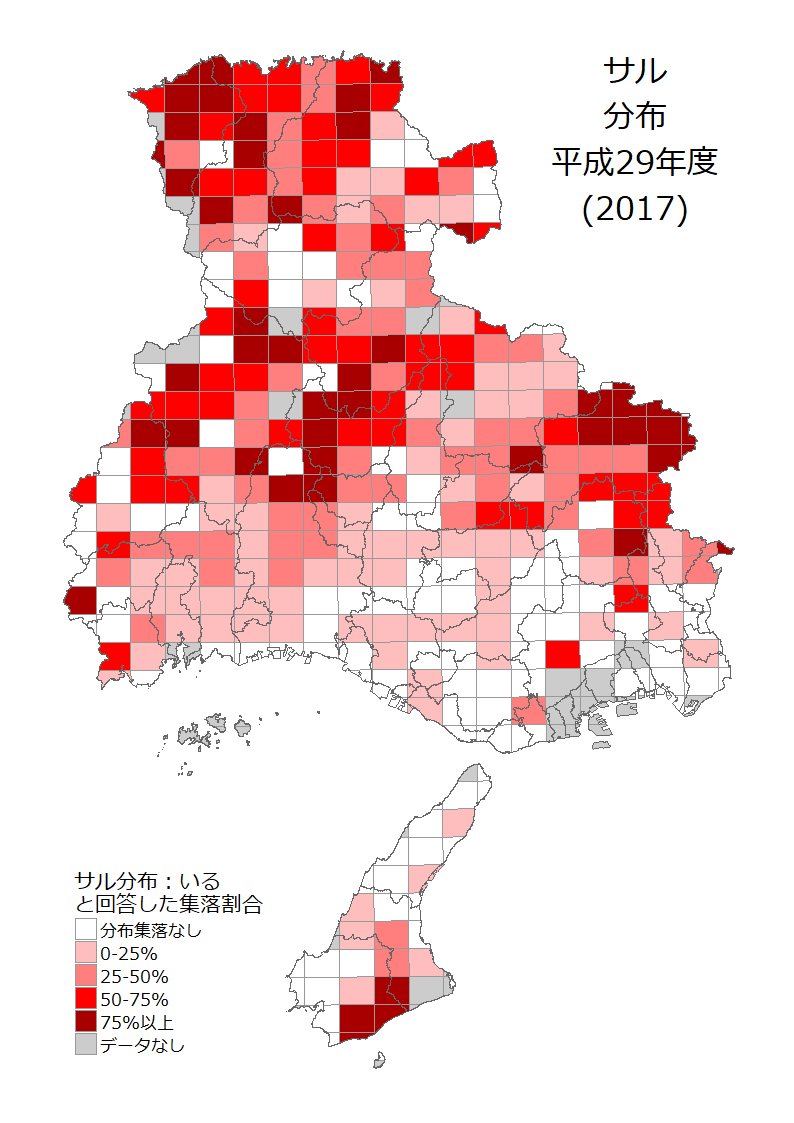 サル
分布
平成29年度
(2017)
サル分布：いる
と回答した集落割合
分布集落なし
0-25%
25-50%
50-75%
75%以上
データなし